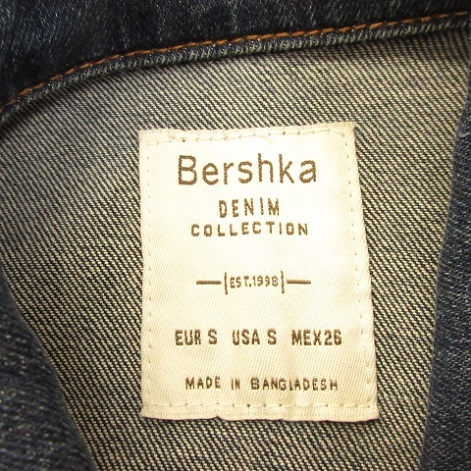 Bershka
DENIM
COLLECTION
—[EST.1998]—
EUR S USA S MEX26
MADE IN BANGLADESH